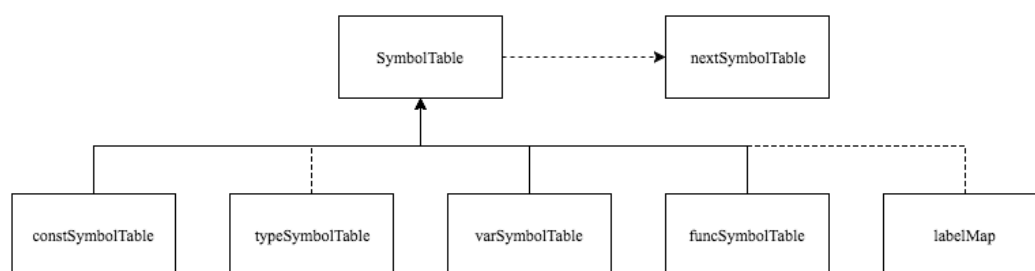 SymbolTable
nextSymbolTable
constSymbolTable
typeSymbolTable
varSymbolTable
funcSymbolTable
labelMap